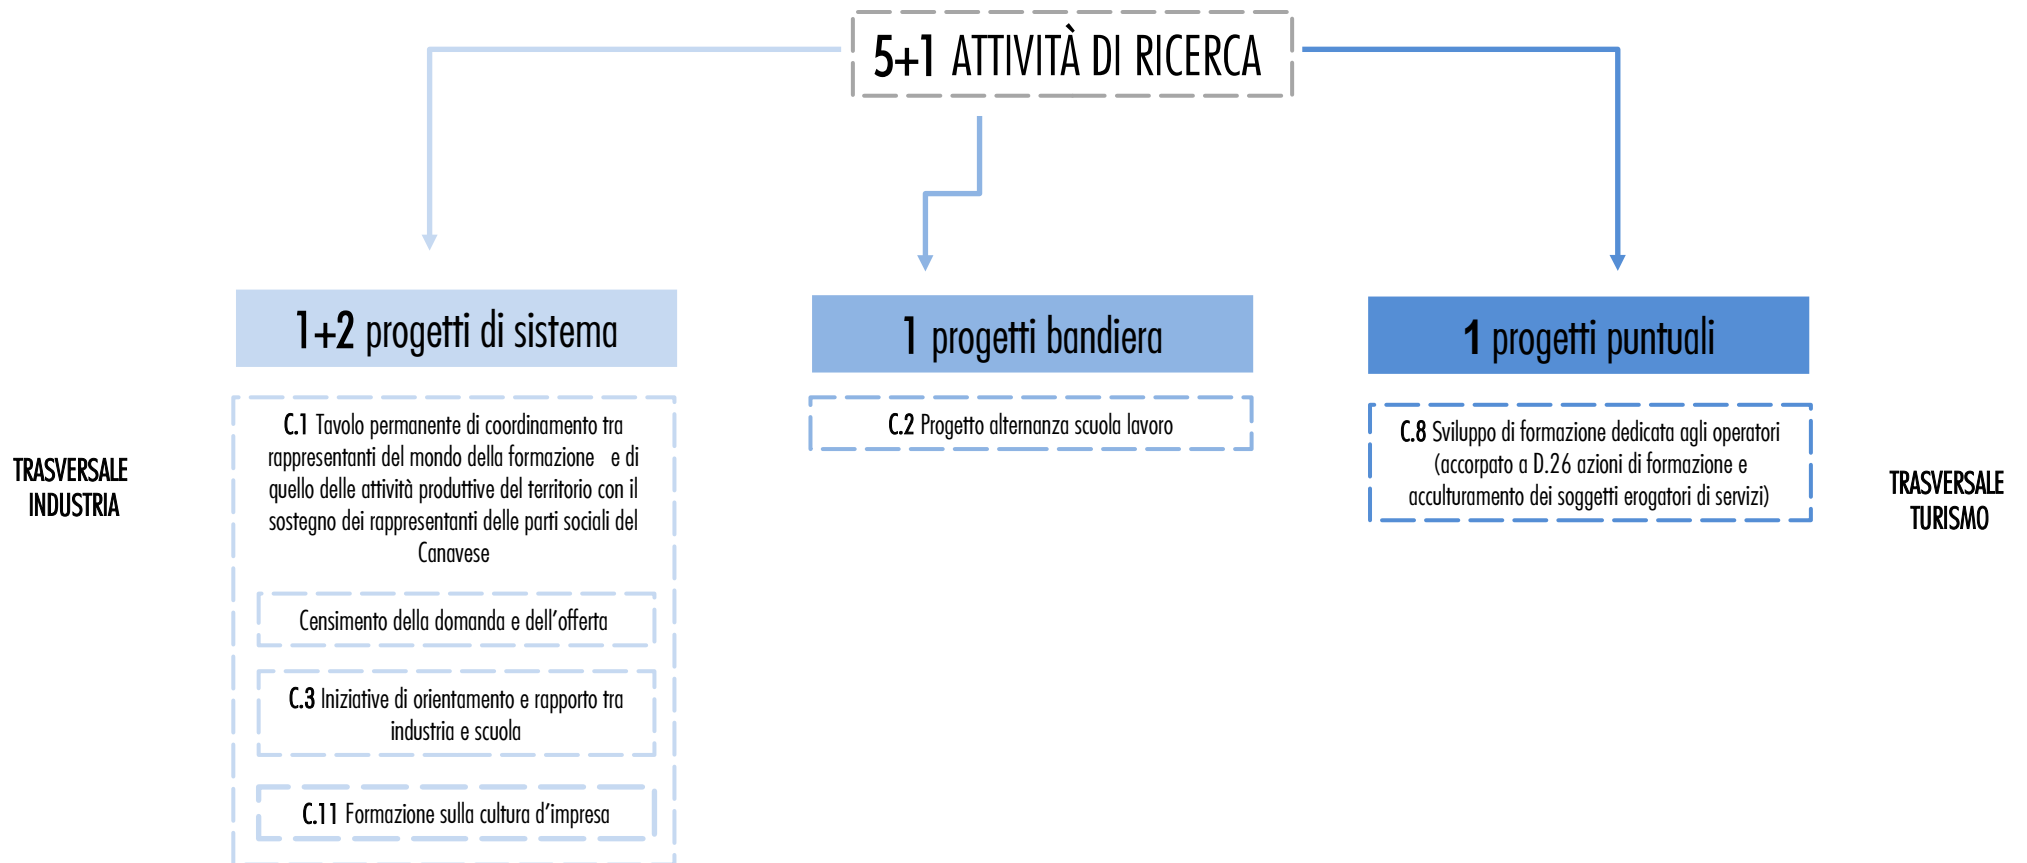 5+1 ATTIVITÀ DI RICERCA
1+2 progetti di sistema
1 progetti bandiera
1 progetti puntuali
TRASVERSALE
INDUSTRIA
C.1 Tavolo permanente di coordinamento tra
rappresentanti del mondo della formazione e di
quello delle attività produttive del territorio con il
sostegno dei rappresentanti delle parti sociali del
Canavese
Censimento della domanda e dell'offerta
C.3 Iniziative di orientamento e rapporto tra
industria e scuola
C.11 Formazione sulla cultura d'impresa
C.2 Progetto alternanza scuola lavoro
C.8 Sviluppo di formazione dedicata agli operatori
(accorpato a D.26 azioni di formazione e
acculturamento dei soggetti erogatori di servizi)
TRASVERSALE
TURISMO